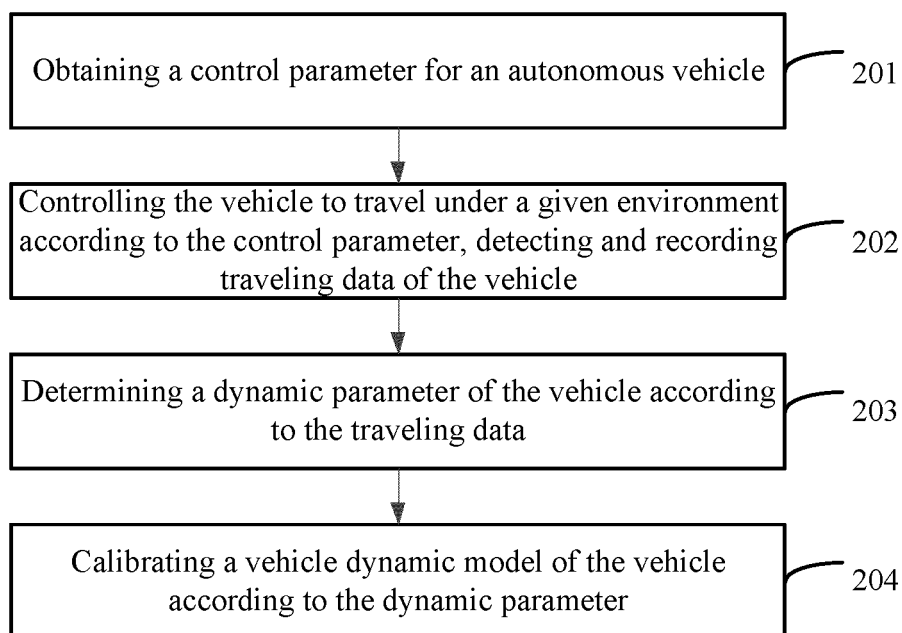 Obtaining a control parameter for an autonomous vehicle
201
Controlling the vehicle to travel under a given environment
according to the control parameter, detecting and recording
traveling data of the vehicle
202
Determining a dynamic parameter of the vehicle according
to the traveling data
203
Calibrating a vehicle dynamic model of the vehicle
according to the dynamic parameter
204